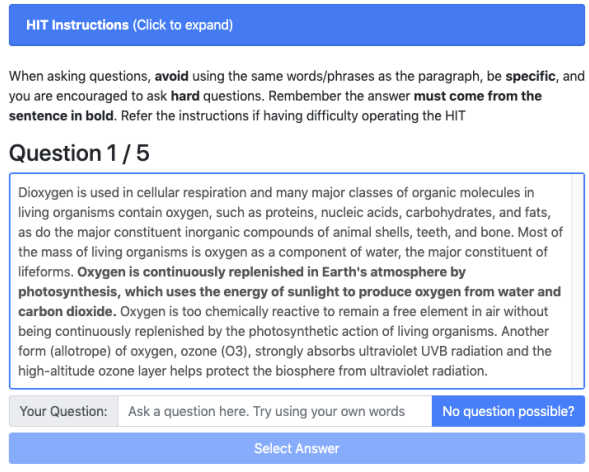 HIT Instructions (Click to expand)
When asking questions, avoid using the same words/phrases as the paragraph, be specific, and
you are encouraged to ask hard questions. Remember the answer must come from the
sentence in bold. Refer the instructions if having difficulty operating the HIT
Question 1 / 5
Dioxygen is used in cellular respiration and many major classes of organic molecules in
living organisms contain oxygen, such as proteins, nucleic acids, carbohydrates, and fats,
as do the major constituent inorganic compounds of animal shells, teeth, and bone. Most of
the mass of living organisms is oxygen as a component of water, the major constituent of
lifeforms. Oxygen is continuously replenished in Earth's atmosphere by
photosynthesis, which uses the energy of sunlight to produce oxygen from water and
carbon dioxide. Oxygen is too chemically reactive to remain a free element in air without
being continuously replenished by the photosynthetic action of living organisms. Another
form (allotrope) of oxygen, ozone (O3), strongly absorbs ultraviolet UVB radiation and the
high-altitude ozone layer helps protect the biosphere from ultraviolet radiation.
Your Question: Ask a question here. Try using your own words No question possible?
Select Answer